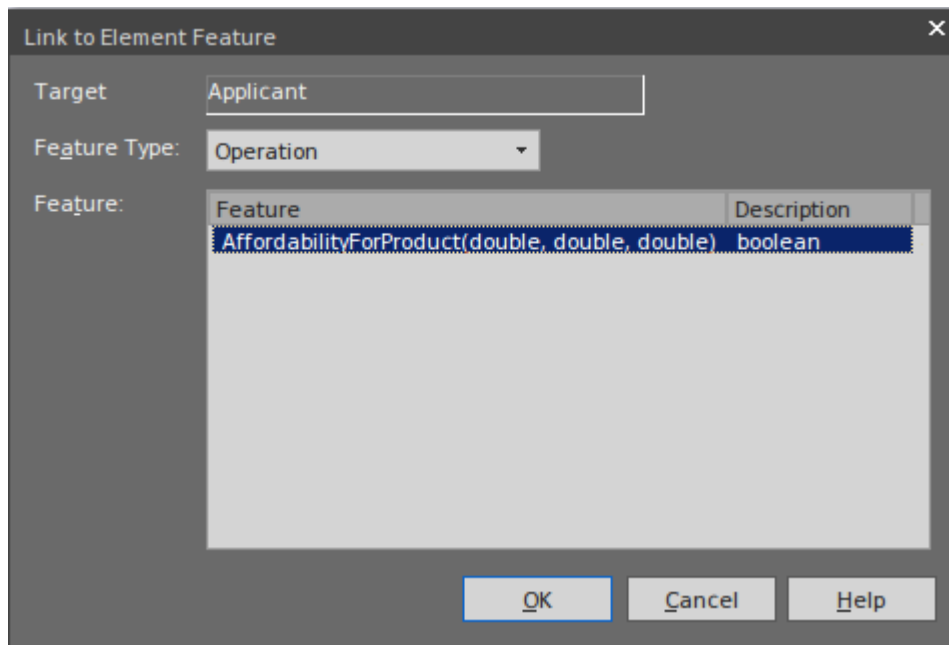 Link to Element Feature
Target Applicant
Feature Type: Operation
Feature:
Feature Description
AffordabilityForProduct(double, double, double) boolean
OK Cancel Help